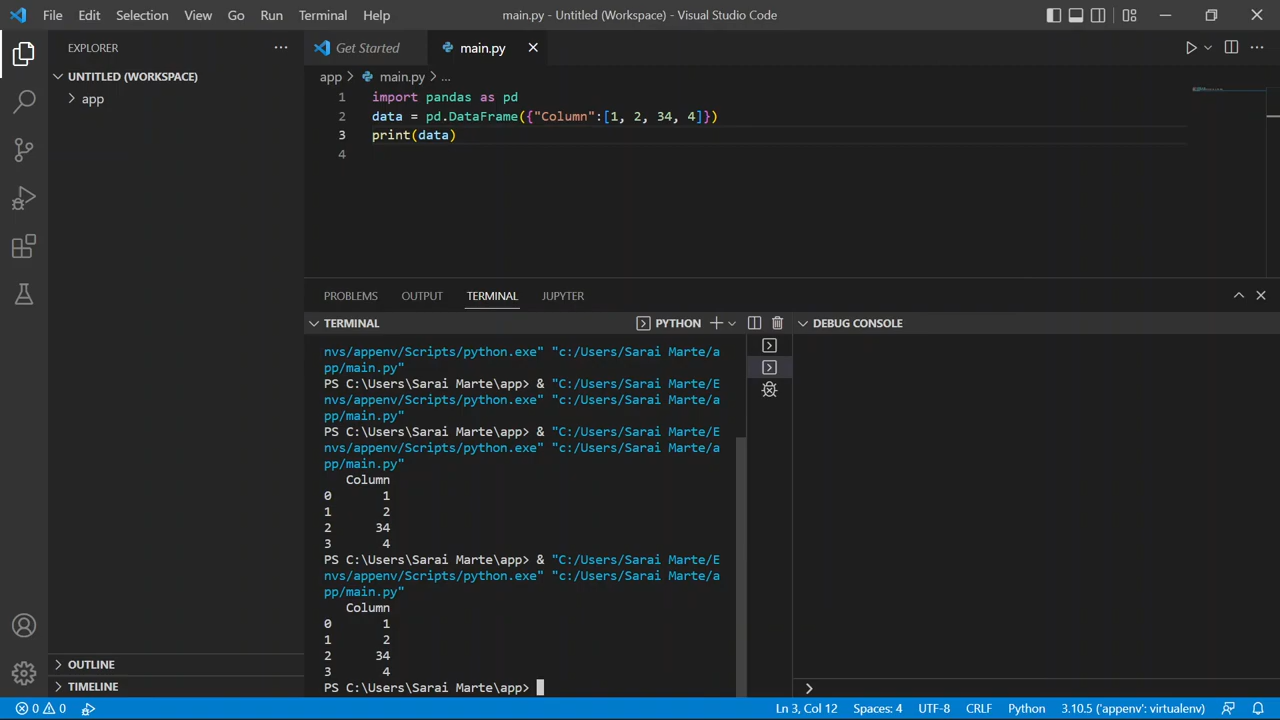 File Edit Selection View Go Run Terminal Help main.py - Untitled (Workspace) - Visual Studio Code
EXPLORER
UNTITLED (WORKSPACE)
app
OUTLINE
TIMELINE
Get Started main.py
app > main.py > ...
1 import pandas as pd
2 data = pd.DataFrame({"Column":[1, 2, 34, 4]})
3 print(data)
4
PROBLEMS OUTPUT TERMINAL JUPYTER
TERMINAL PYTHON
nvs/appenv/Scripts/python.exe" "c:/Users/Sarai Marte/a
pp/main.py"
PS C:\Users\Sarai Marte\app> & "C:/Users/Sarai Marte/E
nvs/appenv/Scripts/python.exe" "c:/Users/Sarai Marte/a
pp/main.py"
PS C:\Users\Sarai Marte\app> & "C:/Users/Sarai Marte/E
nvs/appenv/Scripts/python.exe" "c:/Users/Sarai Marte/a
pp/main.py"
Column
0 1
1 2
2 34
3 4
PS C:\Users\Sarai Marte\app> & "C:/Users/Sarai Marte/E
nvs/appenv/Scripts/python.exe" "c:/Users/Sarai Marte/a
pp/main.py"
Column
0 1
1 2
2 34
3 4
PS C:\Users\Sarai Marte\app>
DEBUG CONSOLE
0 0 Ln 3, Col 12 Spaces: 4 UTF-8 CRLF Python 3.10.5 ('appenv': virtualenv)